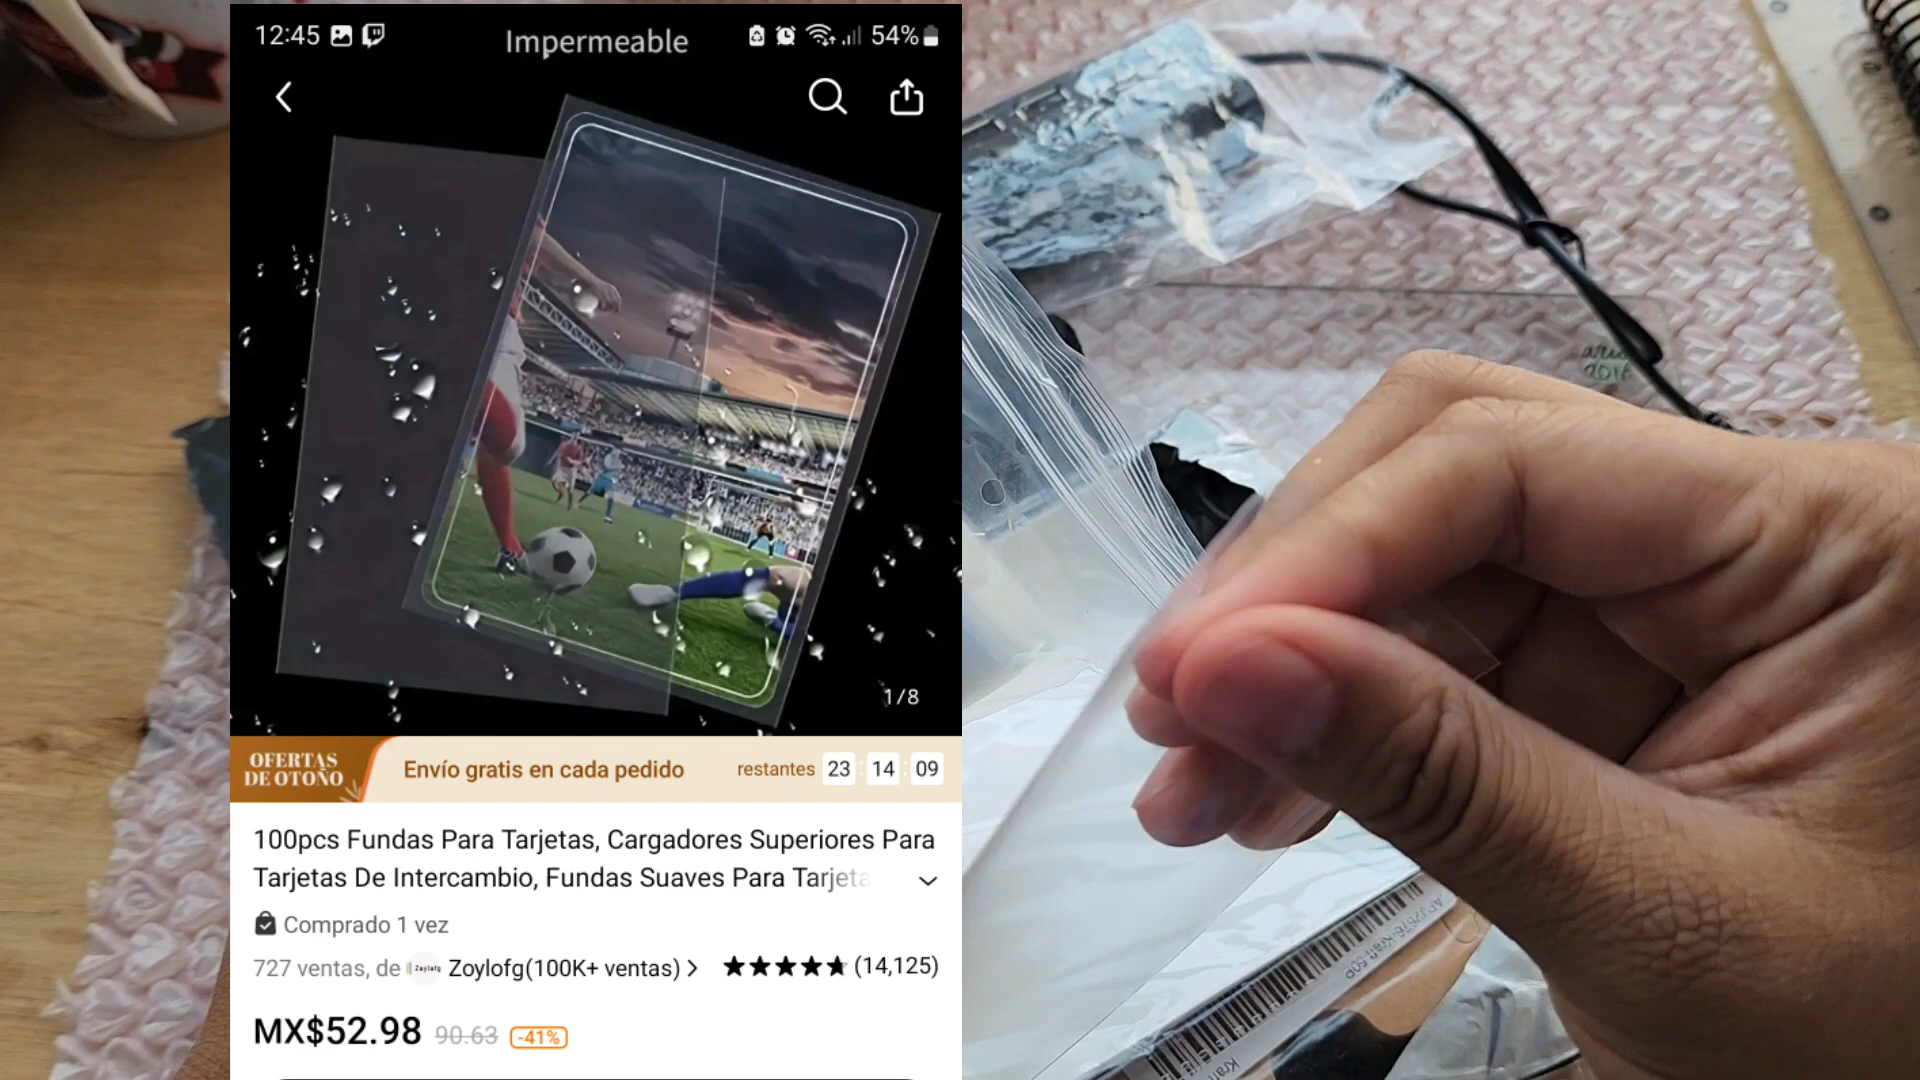 12:45
54%
Impermeable
1/8
OFERTAS
DE OTOÑO
Envío gratis en cada pedido
restantes 23 : 14 : 09
100pcs Fundas Para Tarjetas, Cargadores Superiores Para
Tarjetas De Intercambio, Fundas Suaves Para Tarjeta
Comprado 1 vez
727 ventas, de Zoylofg Zoylofg(100K+ ventas) (14,125)
MX$52.98 90.63 -41%